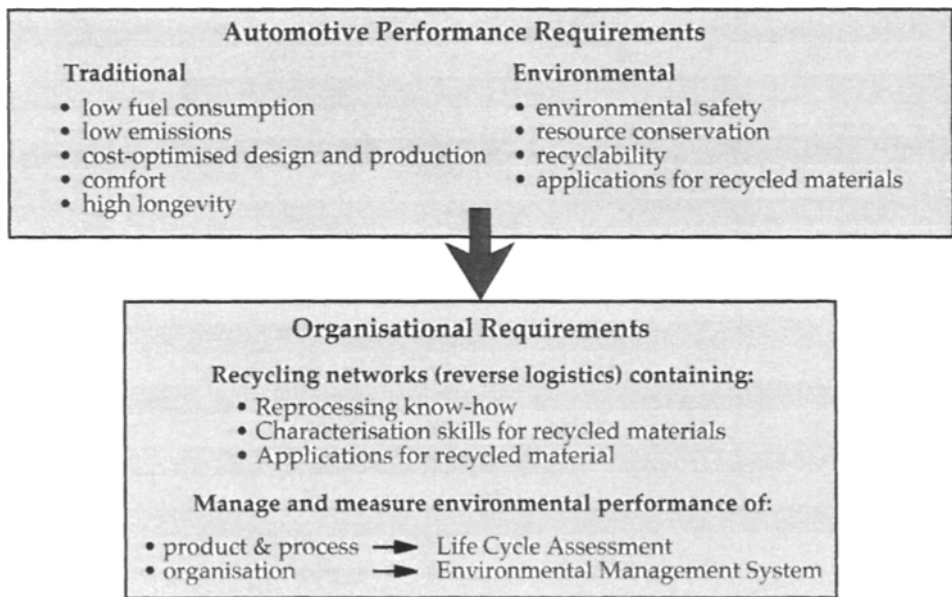 Automotive Performance Requirements
Traditional
• low fuel consumption
• low emissions
• cost-optimised design and production
• comfort
• high longevity
Environmental
• environmental safety
• resource conservation
• recyclability
• applications for recycled materials
Organisational Requirements
Recycling networks (reverse logistics) containing:
• Reprocessing know-how
• Characterisation skills for recycled materials
• Applications for recycled material
Manage and measure environmental performance of:
• product & process → Life Cycle Assessment
• organisation → Environmental Management System